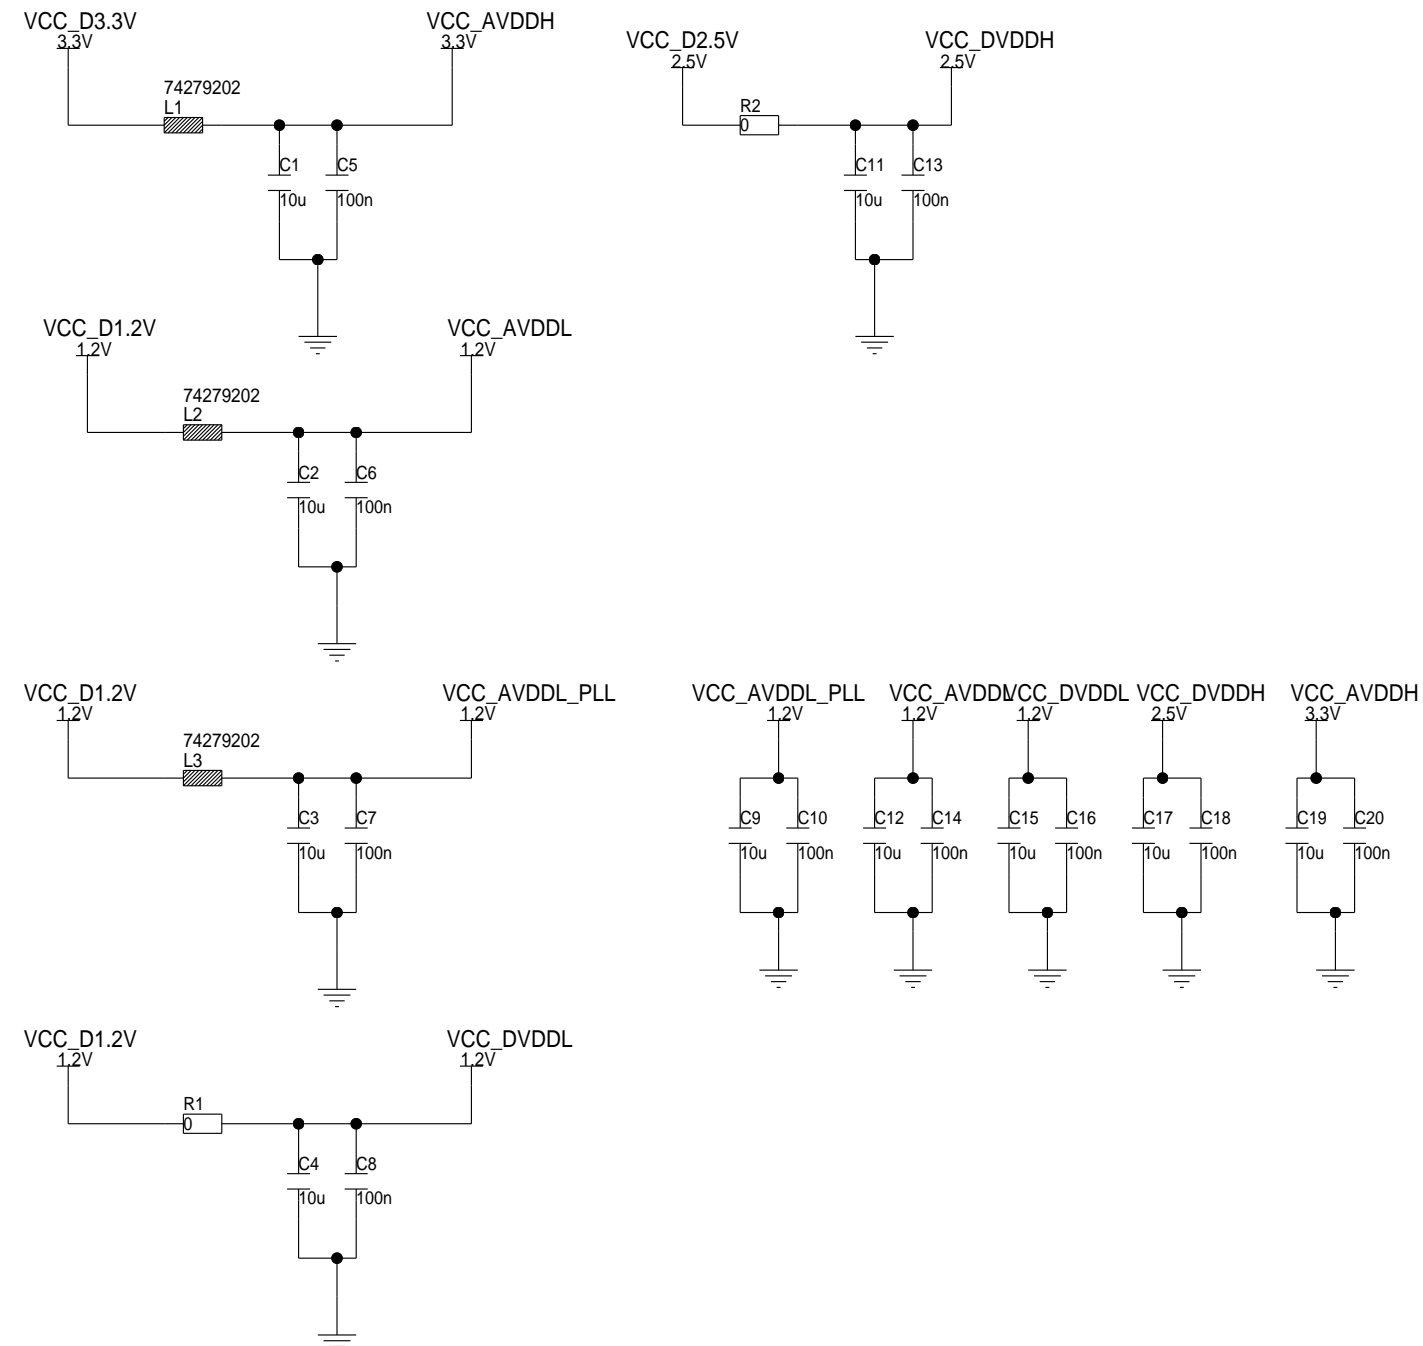 VCC_D3.3V
3.3V
VCC_AVDDH
3.3V
74279202
L1
C1
10u
C5
100n
VCC_D2.5V
2.5V
VCC_DVDDH
2.5V
R2
0
C11
10u
C13
100n
VCC_D1.2V
1.2V
VCC_AVDDL
1.2V
74279202
L2
C2
10u
C6
100n
VCC_D1.2V
1.2V
VCC_AVDDL_PLL
1.2V
74279202
L3
C3
10u
C7
100n
VCC_AVDDL_PLL
1.2V
C9
10u
C10
100n
VCC_AVDDL
1.2V
C12
10u
C14
100n
VCC_DVDDL
1.2V
C15
10u
C16
100n
VCC_DVDDH
2.5V
C17
10u
C18
100n
VCC_AVDDH
3.3V
C19
10u
C20
100n
VCC_D1.2V
1.2V
VCC_DVDDL
1.2V
R1
0
C4
10u
C8
100n